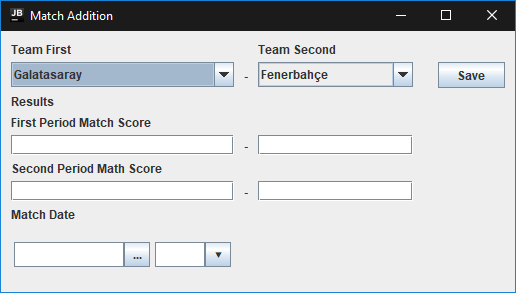 JB Match Addition
Team First Team Second
Galatasaray - Fenerbahçe Save
Results
First Period Match Score
-
Second Period Math Score
-
Match Date
...